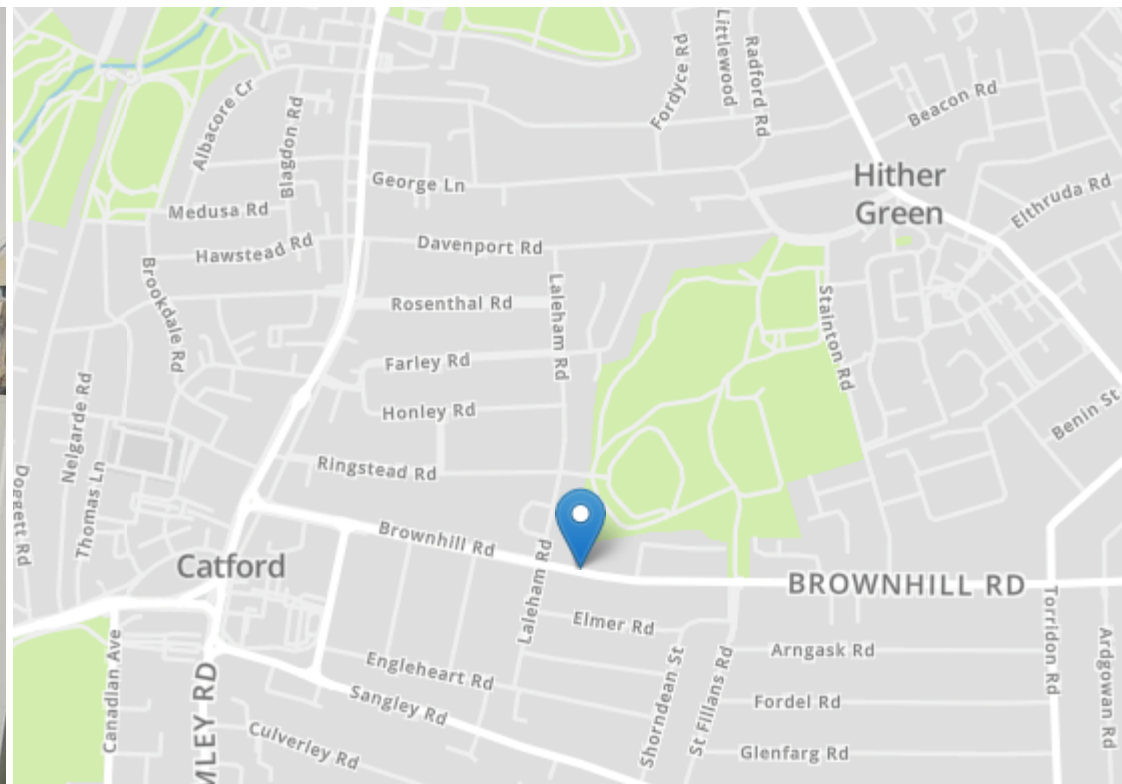 Fordyce Rd
Littlewood
Radford Rd
Beacon Rd
Albacore Cr
Blagdon Rd
George Ln
Hither
Green
Elthruda Rd
Medusa Rd
Hawstead Rd
Davenport Rd
Brookdale Rd
Rosenthal Rd
Laleham Rd
Stainton Rd
Farley Rd
Nelgarde Rd
Honley Rd
Benin St
Ringstead Rd
Doggett Rd
Thomas Ln
Brownhill Rd
Catford
Laleham Rd
BROWNHILL RD
Elmer Rd
Torridon Rd
Canadian Ave
Engleheart Rd
Arngask Rd
Ardgowan Rd
Shorndean St
St Fillans Rd
Sangley Rd
Fordel Rd
MLEY RD
Culverley Rd
Glenfarg Rd